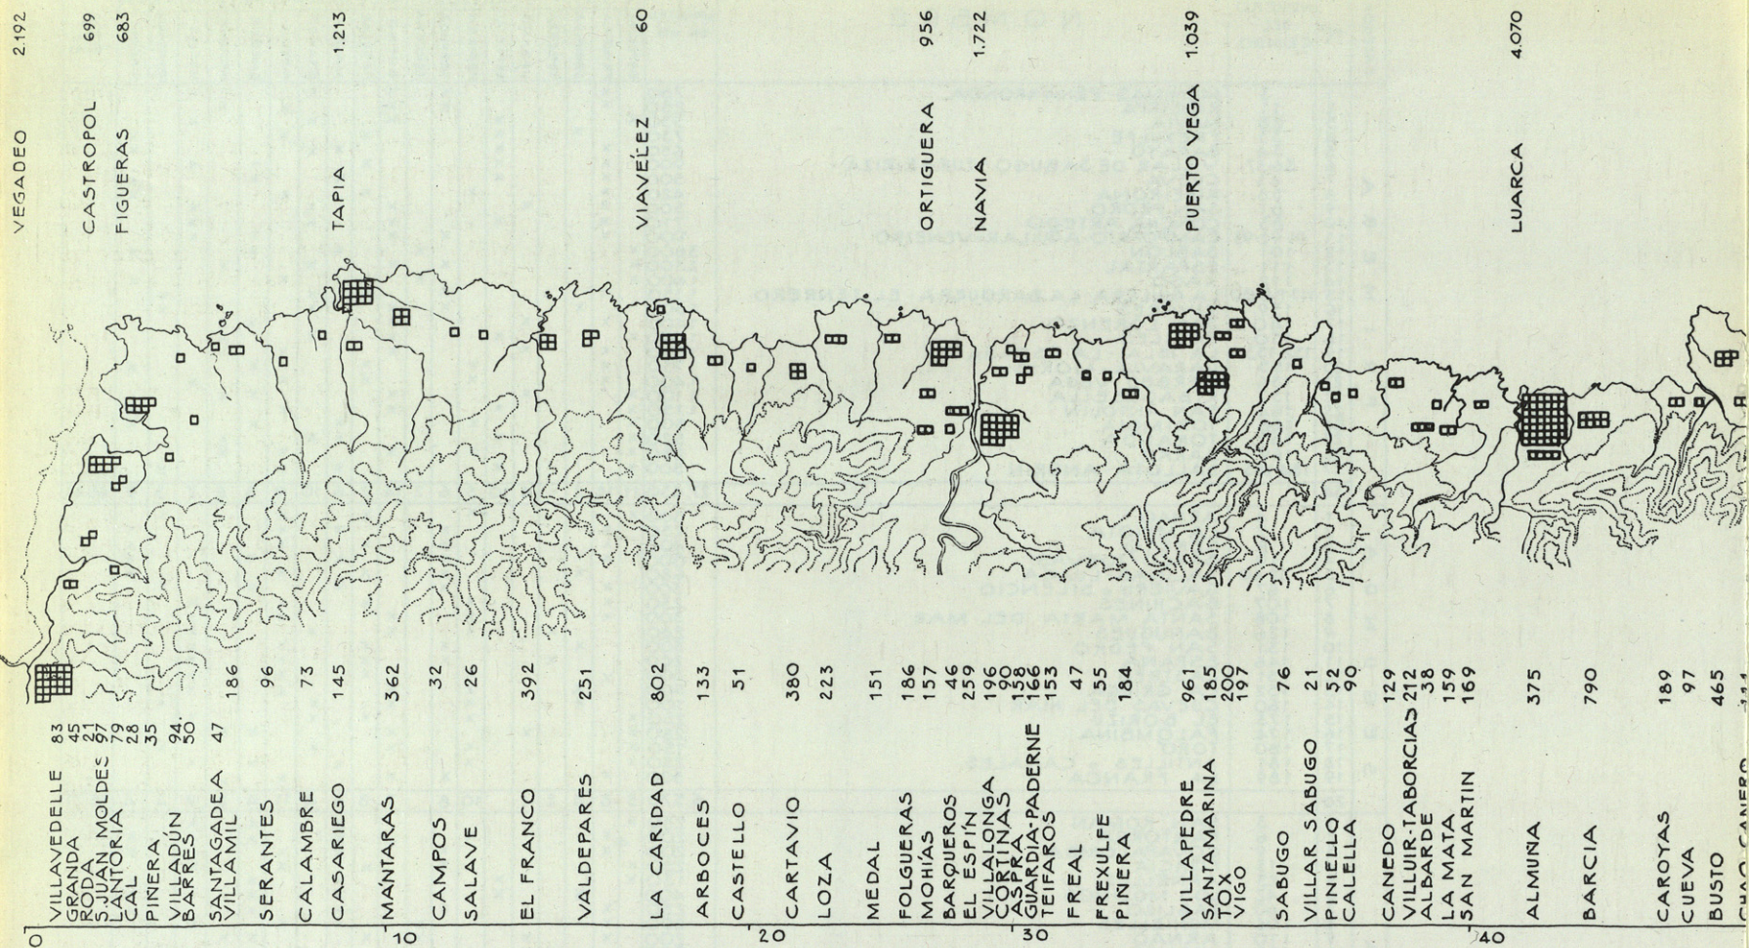 VEGADEO 2.192
CASTROPOL 699
FIGUERAS 683
TAPIA 1.213
VIAVÉLEZ 60
ORTIGUERA 956
NAVIA 1.722
PUERTO VEGA 1.039
LUARCA 4.070
VILLAVEDELLE 83
GRANDA 45
RODA 21
S.JUAN MOLDES 97
LANTORIA 79
CAL 28
PIÑERA 35
VILLADÚN 94.
BARRES 50
SANTAGADEA 47
VILLAMIL 186
SERANTES 96
CALAMBRE 73
CASARIEGO 145
MÁNTARAS 362
CAMPOS 32
SALAVE 26
EL FRANCO 392
VALDEPARES 251
LA CARIDAD 802
ARBOCES 133
CASTELLO 51
CARTAVIO 380
LOZA 223
MEDAL 151
FOLGUERAS 186
MOHÍAS 157
BARQUEROS 46
EL ESPÍN 259
VILLALONGA 196
CORTINAS 90
ASPRA 158
GUARDIA-PADERNE 166
TEIFAROS 153
FREAL 47
FREXULFE 55
PIÑERA 184
VILLAPEDRE 961
SANTAMARINA 185
TOX 200
VIGO 197
SABUGO 76
VILLAR SABUGO 21
PINIELLO 52
CALELLA 90
CANEDO 129
VILLUIR-TABORCIAS 212
ALBARDE 38
LA MATA 159
SAN MARTIN 169
ALMUÑA 375
BARCIA 790
CAROYAS 189
CUEVA 97
BUSTO 465
CHAO CANERO
0 10 20 30 40